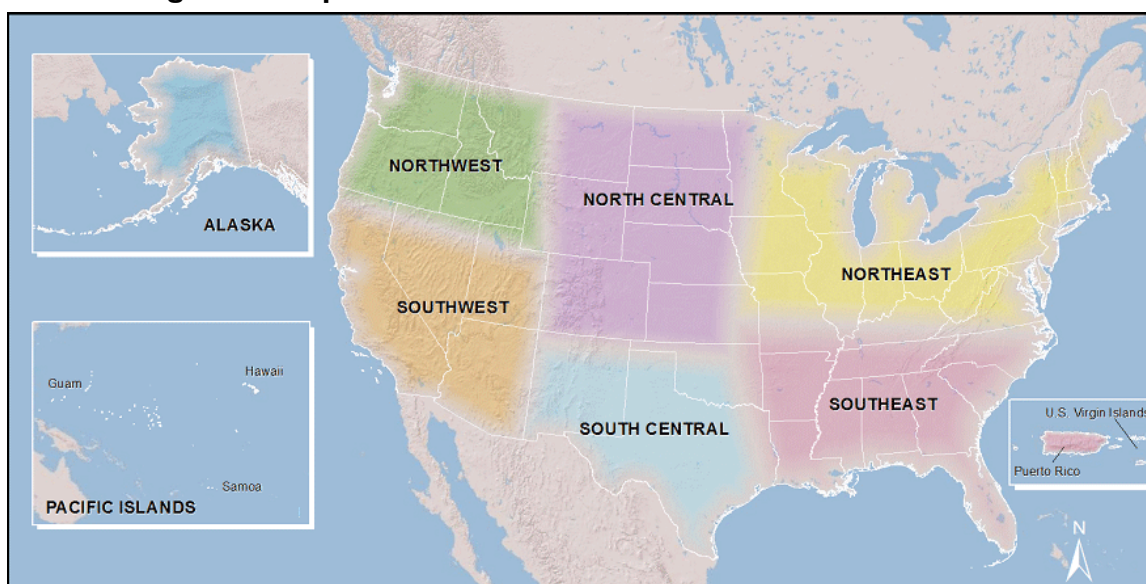 NORTHWEST
NORTH CENTRAL
ALASKA
NORTHEAST
SOUTHWEST
Guam
Hawaii
SOUTHEAST
SOUTH CENTRAL
U.S. Virgin Islands
Puerto Rico
Samoa
PACIFIC ISLANDS
N